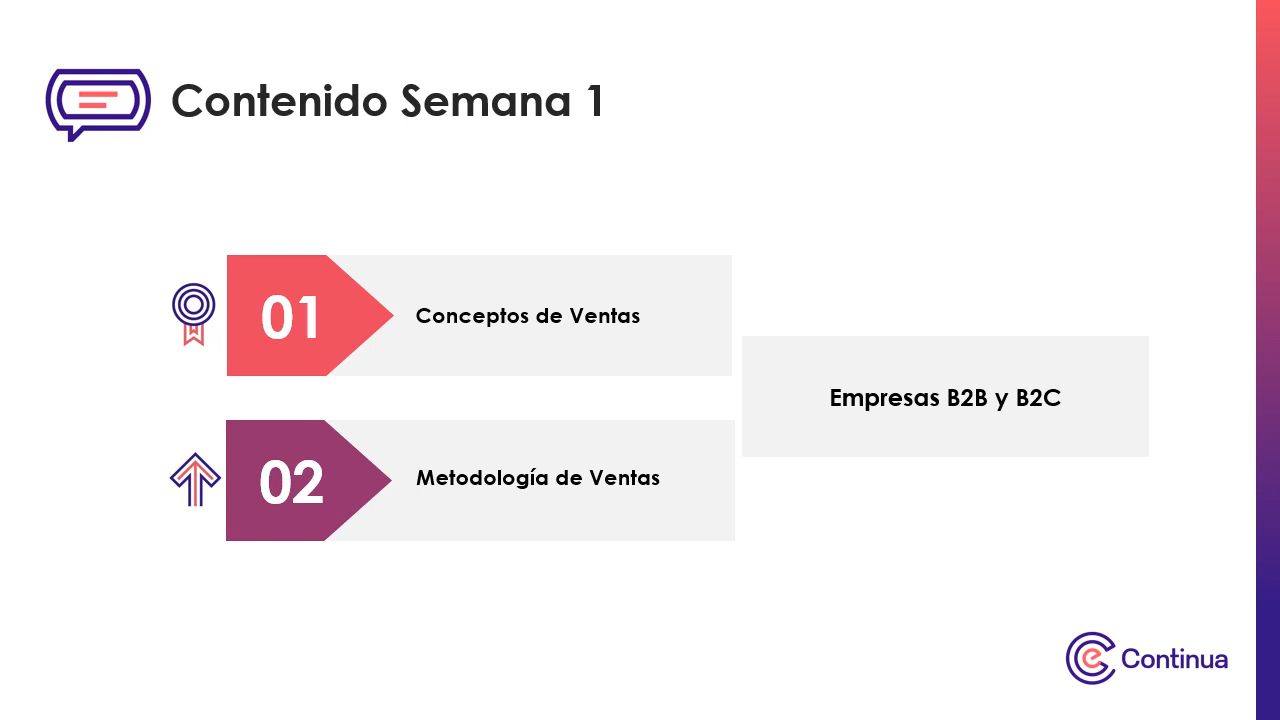 Contenido Semana 1
01
Conceptos de Ventas
02
Metodología de Ventas
Empresas B2B y B2C
e Continua